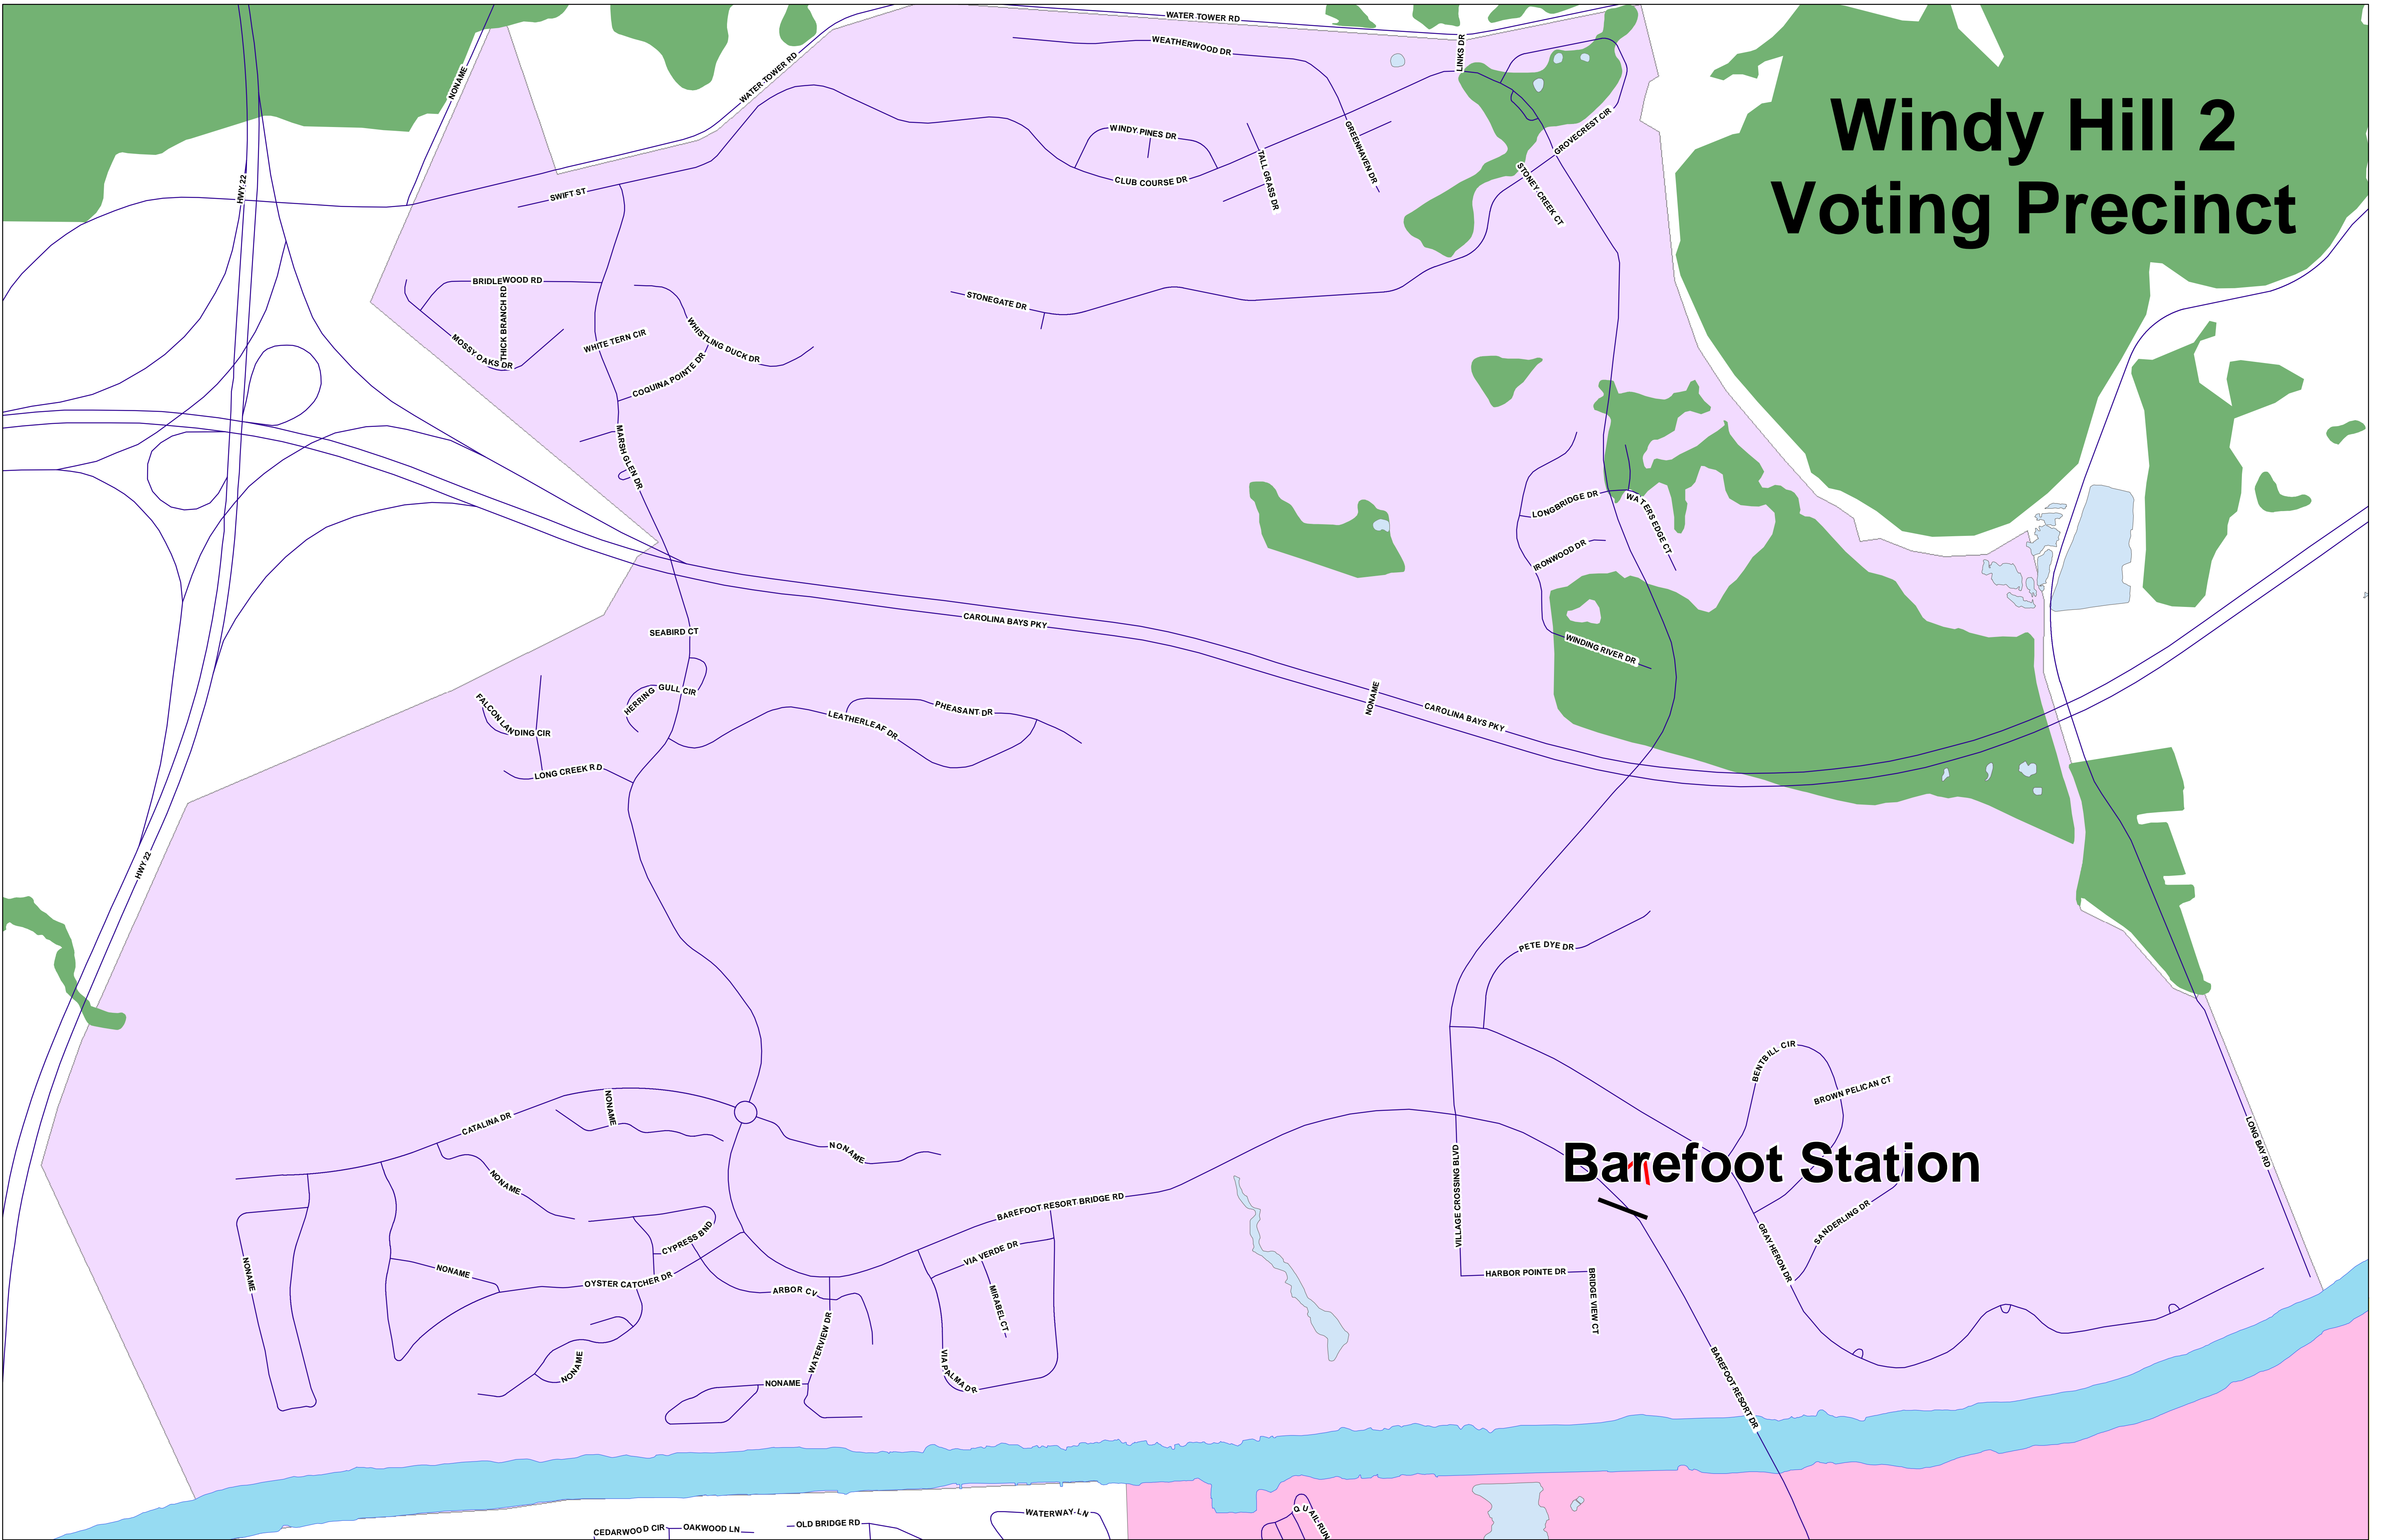 WATER TOWER RD
WEATHERWOOD DR
LINKS DR
NONAME
WATER TOWER RD
Windy Hill 2
Voting Precinct
WINDY PINES DR
GREENHAVEN DR
GROVECREST CIR
HWY 22
SWIFT ST
CLUB COURSE DR
TALL GRASS DR
STONEY CREEK CT
BRIDLEWOOD RD
THICK BRANCH RD
STONEGATE DR
MOSSY OAKS DR
WHITE TERN CIR
WHISTLING DUCK DR
COQUINA POINTE DR
MARSH GLEN DR
LONGBRIDGE DR
WATERS EDGE CT
IRONWOOD DR
CAROLINA BAYS PKY
SEABIRD CT
WINDING RIVER DR
HERRING GULL CIR
FALCON LANDING CIR
LEATHERLEAF DR
PHEASANT DR
NONAME
CAROLINA BAYS PKY
LONG CREEK RD
HWY 22
PETE DYE DR
BENTBILL CIR
BROWN PELICAN CT
CATALINA DR
NONAME
NONAME
NONAME
VILLAGE CROSSING BLVD
Barefoot Station
LONG BAY RD
BAREFOOT RESORT BRIDGE RD
CYPRESS BND
SANDERLING DR
GRAY HERON DR
NONAME
NONAME
OYSTER CATCHER DR
VIA VERDE DR
ARBOR CV
MIRABEL CT
HARBOR POINTE DR
BRIDGE VIEW CT
WATERVIEW DR
NONAME
NONAME
VIA PALMA DR
BAREFOOT RESORT DR
CEDARWOOD CIR
OAKWOOD LN
OLD BRIDGE RD
WATERWAY LN
QUAIL RUN